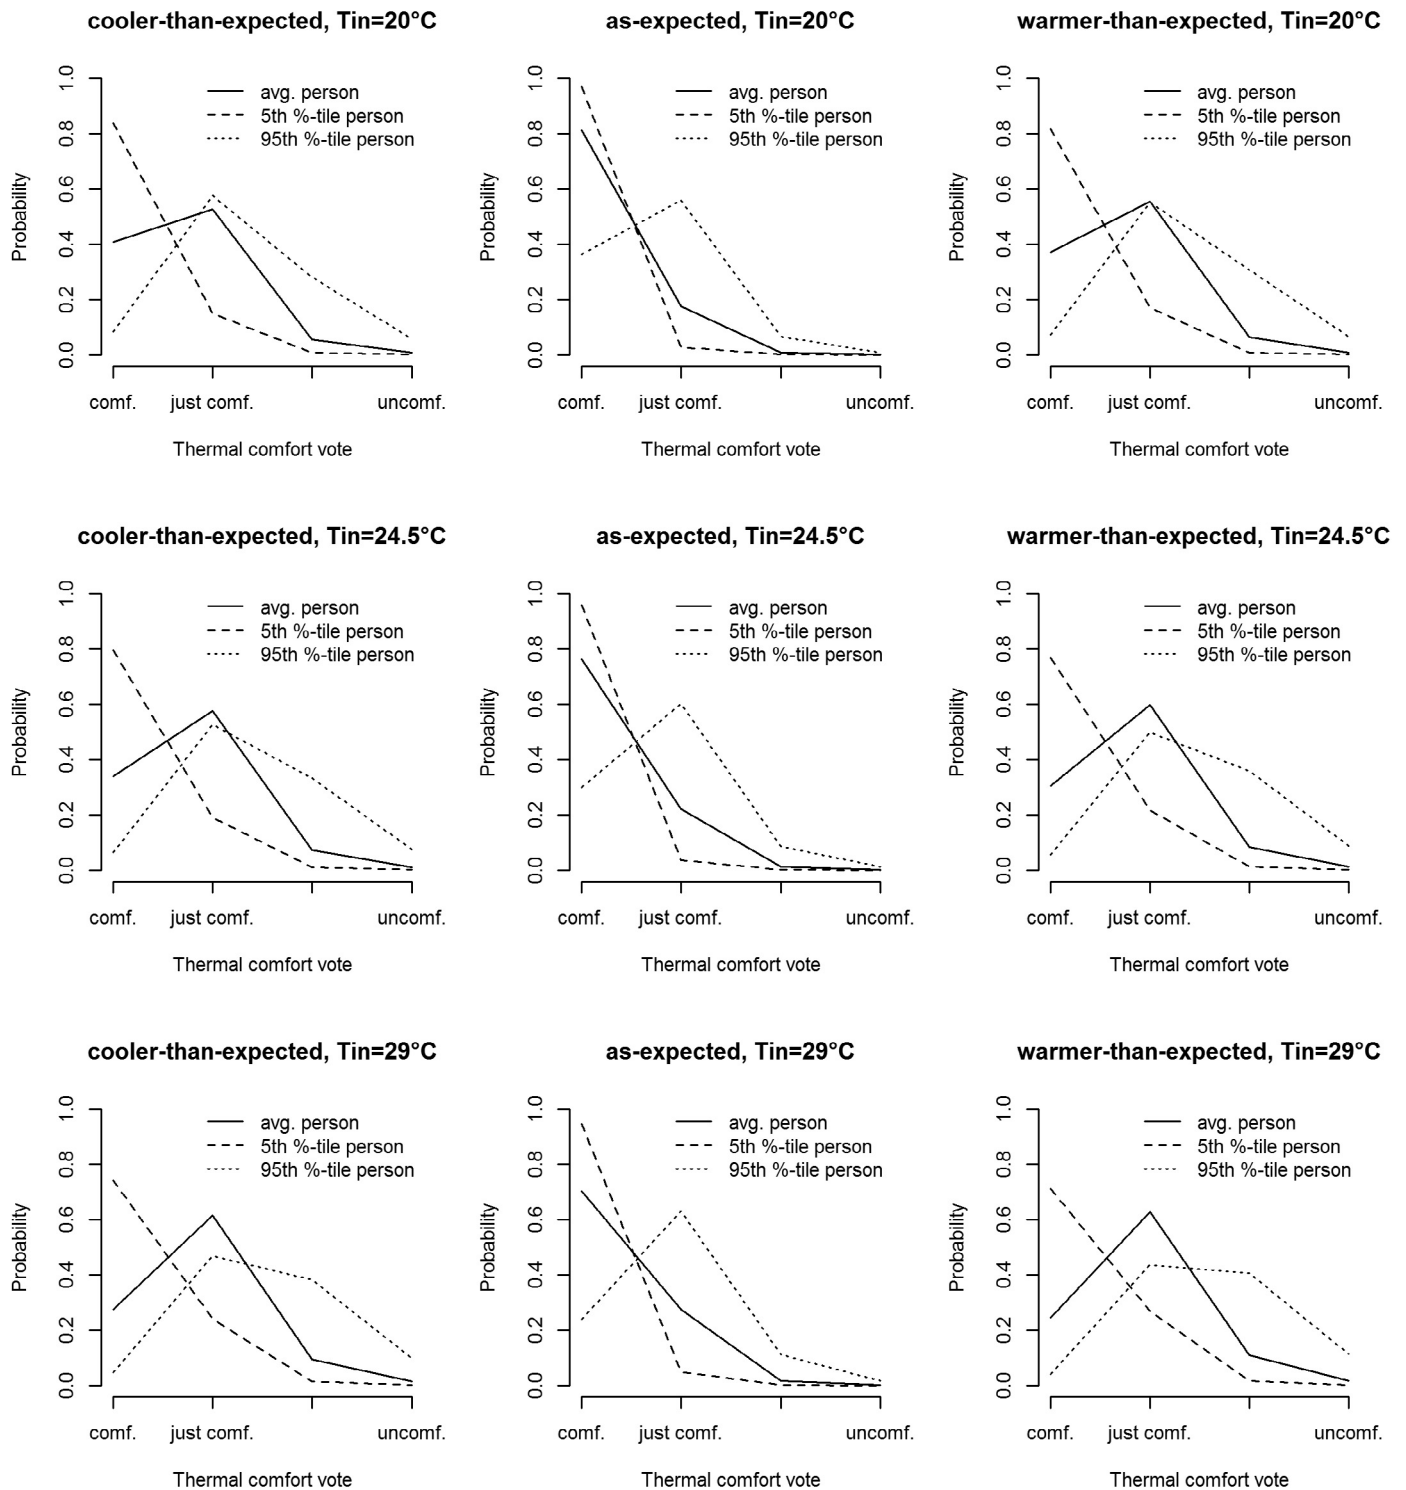 cooler-than-expected, Tin=20°C
Probability
0.0 0.2 0.4 0.6 0.8 1.0
avg. person
5th %-tile person
95th %-tile person
comf. just comf. uncomf.
Thermal comfort vote
as-expected, Tin=20°C
Probability
0.0 0.2 0.4 0.6 0.8 1.0
avg. person
5th %-tile person
95th %-tile person
comf. just comf. uncomf.
Thermal comfort vote
warmer-than-expected, Tin=20°C
Probability
0.0 0.2 0.4 0.6 0.8 1.0
avg. person
5th %-tile person
95th %-tile person
comf. just comf. uncomf.
Thermal comfort vote
cooler-than-expected, Tin=24.5°C
Probability
0.0 0.2 0.4 0.6 0.8 1.0
avg. person
5th %-tile person
95th %-tile person
comf. just comf. uncomf.
Thermal comfort vote
as-expected, Tin=24.5°C
Probability
0.0 0.2 0.4 0.6 0.8 1.0
avg. person
5th %-tile person
95th %-tile person
comf. just comf. uncomf.
Thermal comfort vote
warmer-than-expected, Tin=24.5°C
Probability
0.0 0.2 0.4 0.6 0.8 1.0
avg. person
5th %-tile person
95th %-tile person
comf. just comf. uncomf.
Thermal comfort vote
cooler-than-expected, Tin=29°C
Probability
0.0 0.2 0.4 0.6 0.8 1.0
avg. person
5th %-tile person
95th %-tile person
comf. just comf. uncomf.
Thermal comfort vote
as-expected, Tin=29°C
Probability
0.0 0.2 0.4 0.6 0.8 1.0
avg. person
5th %-tile person
95th %-tile person
comf. just comf. uncomf.
Thermal comfort vote
warmer-than-expected, Tin=29°C
Probability
0.0 0.2 0.4 0.6 0.8 1.0
avg. person
5th %-tile person
95th %-tile person
comf. just comf. uncomf.
Thermal comfort vote